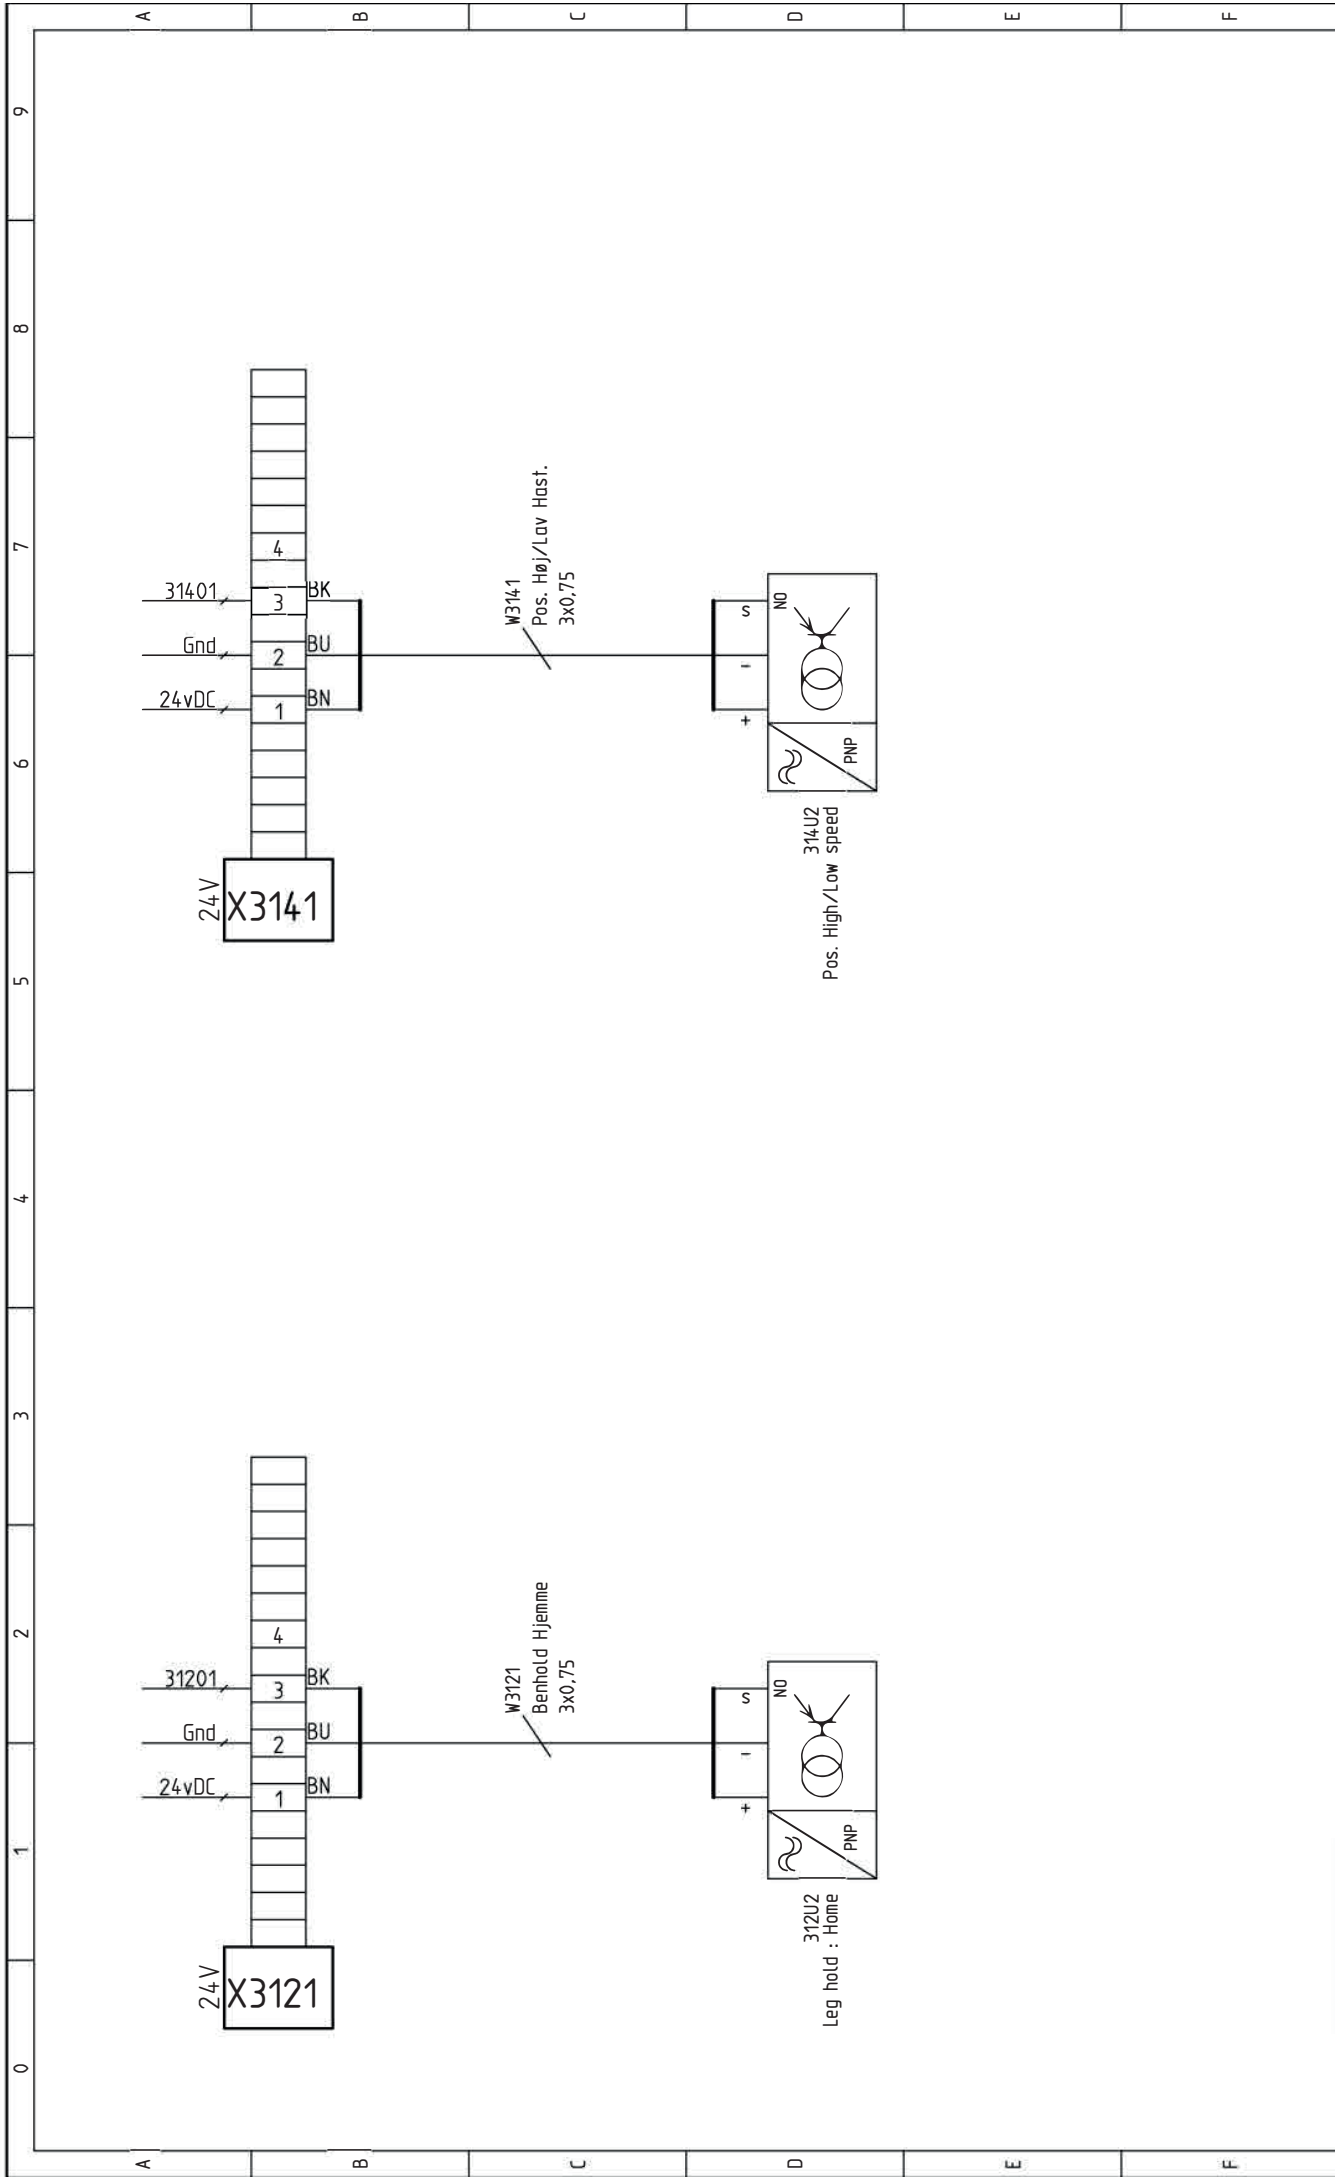 0 1 2 3 4 5 6 7 8 9
A
A
24V
X3121
24vDC
Gnd
31201
1 2 3 4
BN BU BK
24V
X3141
24vDC
Gnd
31401
1 2 3 4
BN BU BK
B
B
W3121
Benhold Hjemme
3x0,75
W3141
Pos. Høj/Lav Hast.
3x0,75
C
C
312U2
Leg hold : Home
+ - s
NO
PNP
314U2
Pos. High/Low speed
+ - s
NO
PNP
D
D
E
E
F
F